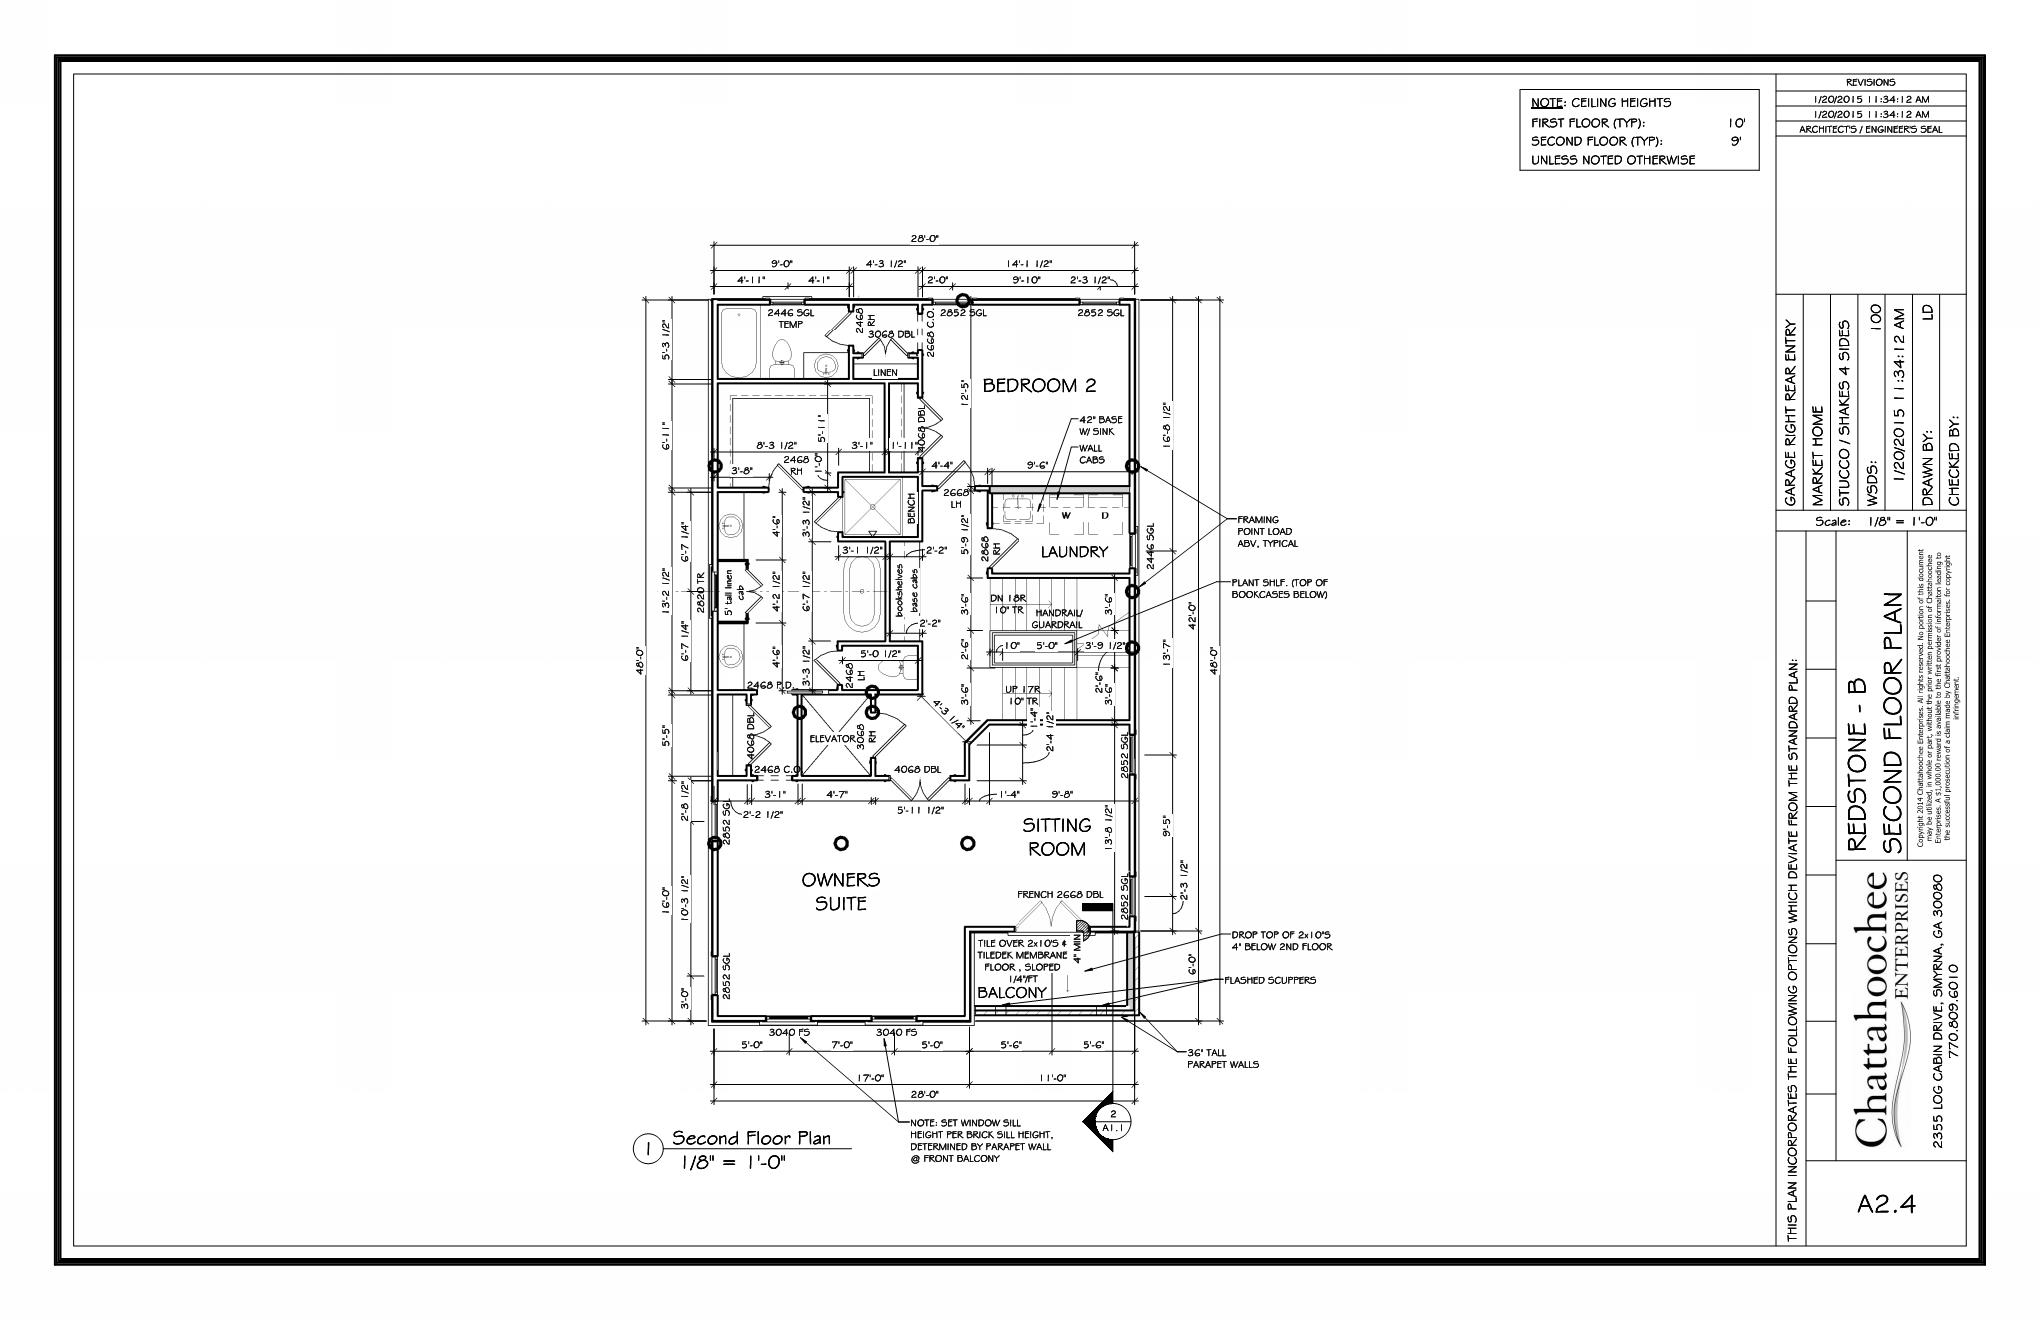 NOTE: CEILING HEIGHTS
FIRST FLOOR (TYP): 10'
SECOND FLOOR (TYP): 9'
UNLESS NOTED OTHERWISE
REVISIONS
1/20/2015 11:34:12 AM
1/20/2015 11:34:12 AM
ARCHITECT'S / ENGINEER'S SEAL
28'-0"
9'-0" 4'-3 1/2" 14'-1 1/2"
4'-11" 4'-1" 2'-0" 9'-10" 2'-3 1/2"
2446 SGL
TEMP
2468
RH
3068 DBL
2668 C.O.
2852 SGL
2852 SGL
LINEN
5'-3 1/2"
BEDROOM 2
12'-5"
42" BASE
W/ SINK
WALL
CABS
4068 DBL
16'-8 1/2"
6'-11"
5'-11"
8'-3 1/2" 3'-1" 1'-11"
2468
RH
1'-0"
3'-8"
4'-4" 9'-6"
2668
LH
BENCH
W D
LAUNDRY
2868
RH
2446 SGL
5'-9 1/2"
4'-6"
3'-3 1/2"
6'-7 1/4"
3'-1 1/2"
2'-2"
FRAMING
POINT LOAD
ABV, TYPICAL
13'-2 1/2"
2820 TR
5' tall linen
cab
4'-2 1/2"
6'-7 1/2"
bookshelves
base cabs
2'-2"
DN 18R
10" TR
HANDRAIL/
GUARDRAIL
3'-6"
3'-6"
PLANT SHLF. (TOP OF
BOOKCASES BELOW)
42'-0"
48'-0"
48'-0"
13'-7"
6'-7 1/4"
4'-6"
3'-3 1/2"
5'-0 1/2"
2468
LH
2'-6"
10" 5'-0" 3'-9 1/2"
2'-6"
2468 P.D.
3'-6"
UP 17R
10" TR
3'-6"
1'-4"
1 1/2"
4'-3 1/4"
2'-4 1/2"
5'-5"
4068 DBL
ELEVATOR
3068
RH
2468 C.O.
4068 DBL
2852 SGL
3'-1" 4'-7" 5'-11 1/2" 1'-4" 9'-8"
2'-2 1/2"
2'-8 1/2"
2852 SGL
SITTING
ROOM
13'-8 1/2"
9'-5"
OWNERS
SUITE
16'-0"
10'-3 1/2"
FRENCH 2668 DBL
2852 SGL
2'-3 1/2"
TILE OVER 2x10'S &
TILEDEK MEMBRANE
FLOOR , SLOPED
1/4"/FT
4" MIN
BALCONY
DROP TOP OF 2x10'S
4" BELOW 2ND FLOOR
6'-0"
FLASHED SCUPPERS
2852 SGL
3'-0"
3040 FS 3040 FS
5'-0" 7'-0" 5'-0" 5'-6" 5'-6"
36" TALL
PARAPET WALLS
17'-0" 11'-0"
28'-0"
2
A1.1
NOTE: SET WINDOW SILL
HEIGHT PER BRICK SILL HEIGHT,
DETERMINED BY PARAPET WALL
@ FRONT BALCONY
1 Second Floor Plan
1/8" = 1'-0"
GARAGE RIGHT REAR ENTRY
MARKET HOME
STUCCO / SHAKES 4 SIDES
WSDS: 100
1/20/2015 11:34:12 AM
DRAWN BY: LD
CHECKED BY:
Scale: 1/8" = 1'-0"
THIS PLAN INCORPORATES THE FOLLOWING OPTIONS WHICH DEVIATE FROM THE STANDARD PLAN:
REDSTONE - B
SECOND FLOOR PLAN
Copyright 2014 Chattahoochee Enterprises. All rights reserved. No portion of this document
may be utilized, in whole or part, without the prior written permission of Chattahoochee
Enterprises. A $1,000.00 reward is available to the first provider of informaiton leading to
the successful prosecution of a claim made by Chattahoochee Enterprises. for copyright
infringement.
Chattahoochee
ENTERPRISES
2355 LOG CABIN DRIVE, SMYRNA, GA 30080
770.809.6010
A2.4